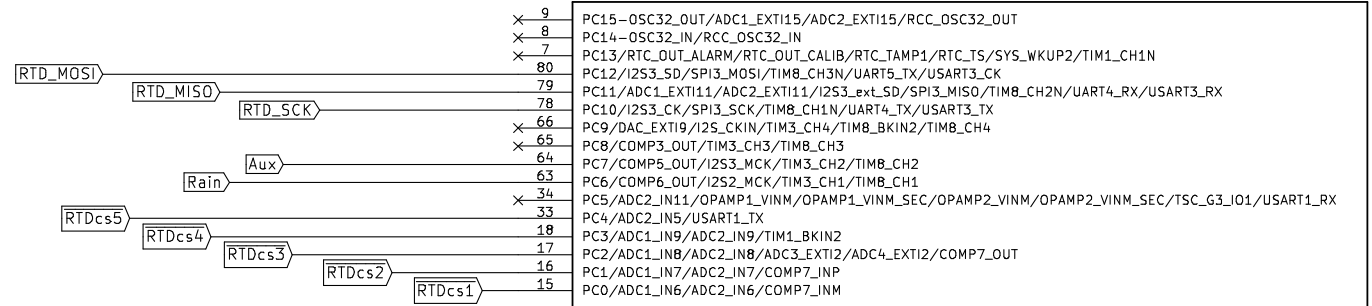 9 PC15-OSC32_OUT/ADC1_EXTI15/ADC2_EXTI15/RCC_OSC32_OUT
8 PC14-OSC32_IN/RCC_OSC32_IN
7 PC13/RTC_OUT_ALARM/RTC_OUT_CALIB/RTC_TAMP1/RTC_TS/SYS_WKUP2/TIM1_CH1N
RTD_MOSI 80 PC12/I2S3_SD/SPI3_MOSI/TIM8_CH3N/UART5_TX/USART3_CK
RTD_MISO 79 PC11/ADC1_EXTI11/ADC2_EXTI11/I2S3_ext_SD/SPI3_MISO/TIM8_CH2N/UART4_RX/USART3_RX
RTD_SCK 78 PC10/I2S3_CK/SPI3_SCK/TIM8_CH1N/UART4_TX/USART3_TX
66 PC9/DAC_EXTI9/I2S_CKIN/TIM3_CH4/TIM8_BKIN2/TIM8_CH4
65 PC8/COMP3_OUT/TIM3_CH3/TIM8_CH3
Aux 64 PC7/COMP5_OUT/I2S3_MCK/TIM3_CH2/TIM8_CH2
Rain 63 PC6/COMP6_OUT/I2S2_MCK/TIM3_CH1/TIM8_CH1
34 PC5/ADC2_IN11/OPAMP1_VINM/OPAMP1_VINM_SEC/OPAMP2_VINM/OPAMP2_VINM_SEC/TSC_G3_IO1/USART1_RX
RTDcs5 33 PC4/ADC2_IN5/USART1_TX
RTDcs4 18 PC3/ADC1_IN9/ADC2_IN9/TIM1_BKIN2
RTDcs3 17 PC2/ADC1_IN8/ADC2_IN8/ADC3_EXTI2/ADC4_EXTI2/COMP7_OUT
RTDcs2 16 PC1/ADC1_IN7/ADC2_IN7/COMP7_INP
RTDcs1 15 PC0/ADC1_IN6/ADC2_IN6/COMP7_INM